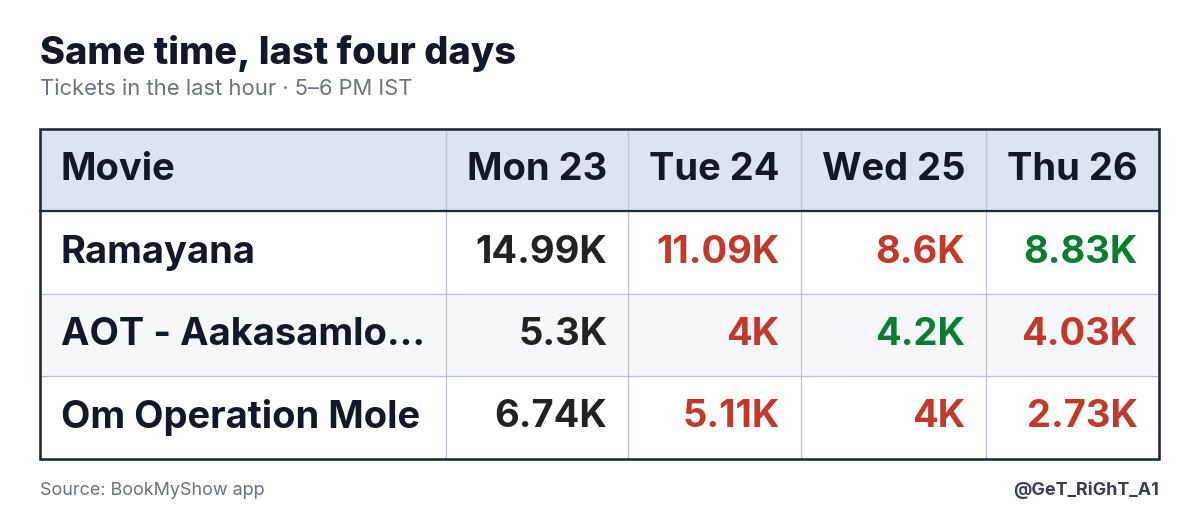 Same time, last four days
Tickets in the last hour · 5–6 PM IST
Movie Mon 23 Tue 24 Wed 25 Thu 26
Ramayana 14.99K 11.09K 8.6K 8.83K
AOT - Aakasamlo... 5.3K 4K 4.2K 4.03K
Om Operation Mole 6.74K 5.11K 4K 2.73K
Source: BookMyShow app @GeT_RiGhT_A1